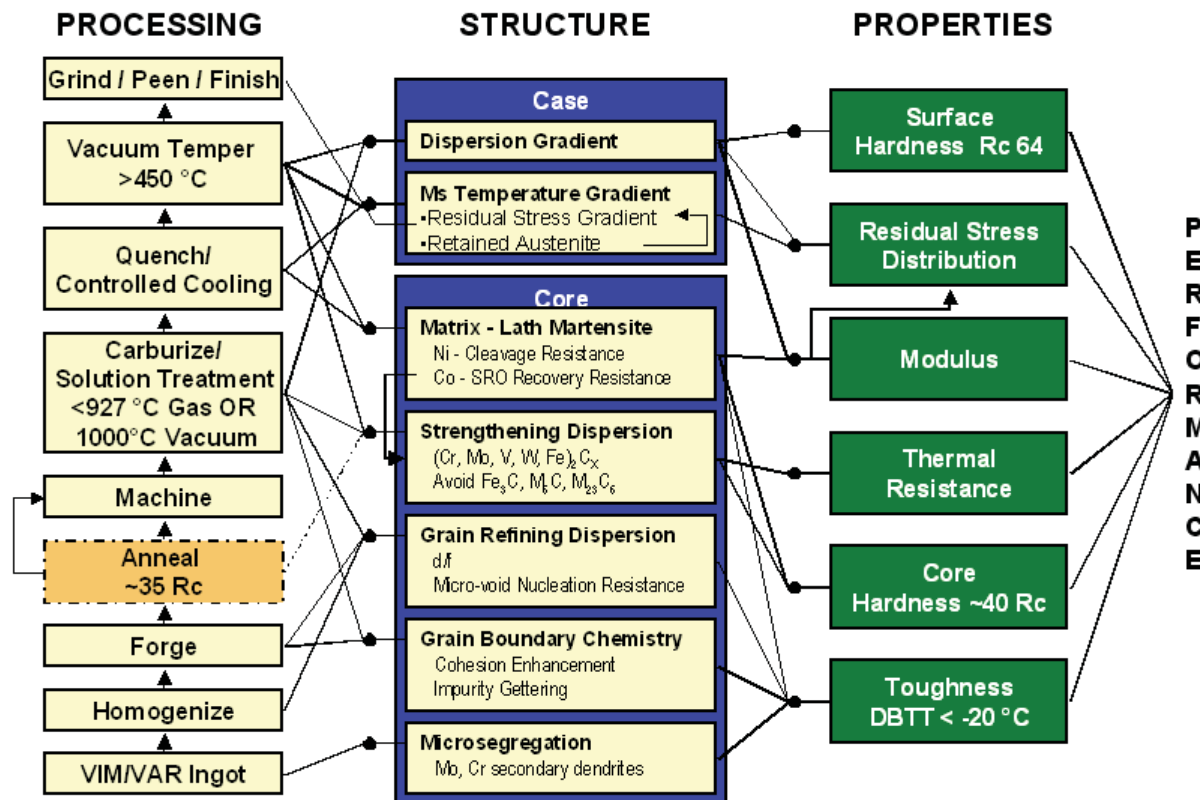 PROCESSING
Grind / Peen / Finish
Vacuum Temper
>450 °C
Quench/
Controlled Cooling
Carburize/
Solution Treatment
<927 °C Gas OR
1000°C Vacuum
Machine
Anneal
~35 Rc
Forge
Homogenize
VIM/VAR Ingot
STRUCTURE
Case
Dispersion Gradient
Ms Temperature Gradient
•Residual Stress Gradient
•Retained Austenite
Core
Matrix - Lath Martensite
Ni - Cleavage Resistance
Co - SRO Recovery Resistance
Strengthening Dispersion
(Cr, Mo, V, W, Fe)₂Cₓ
Avoid Fe₃C, M₆C, M₂₃C₆
Grain Refining Dispersion
d/f
Micro-void Nucleation Resistance
Grain Boundary Chemistry
Cohesion Enhancement
Impurity Gettering
Microsegregation
Mo, Cr secondary dendrites
PROPERTIES
Surface
Hardness Rc 64
Residual Stress
Distribution
Modulus
Thermal
Resistance
Core
Hardness ~40 Rc
Toughness
DBTT < -20 °C
PERFORMANCE